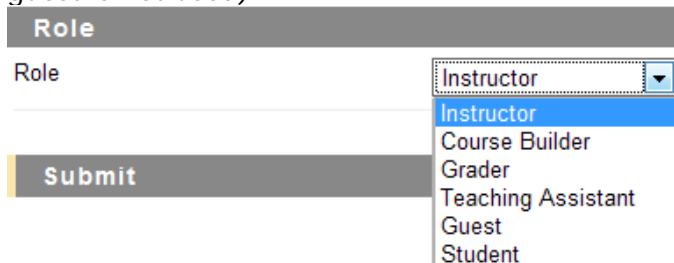 Role
Role
Instructor
Instructor
Course Builder
Grader
Submit
Teaching Assistant
Guest
Student